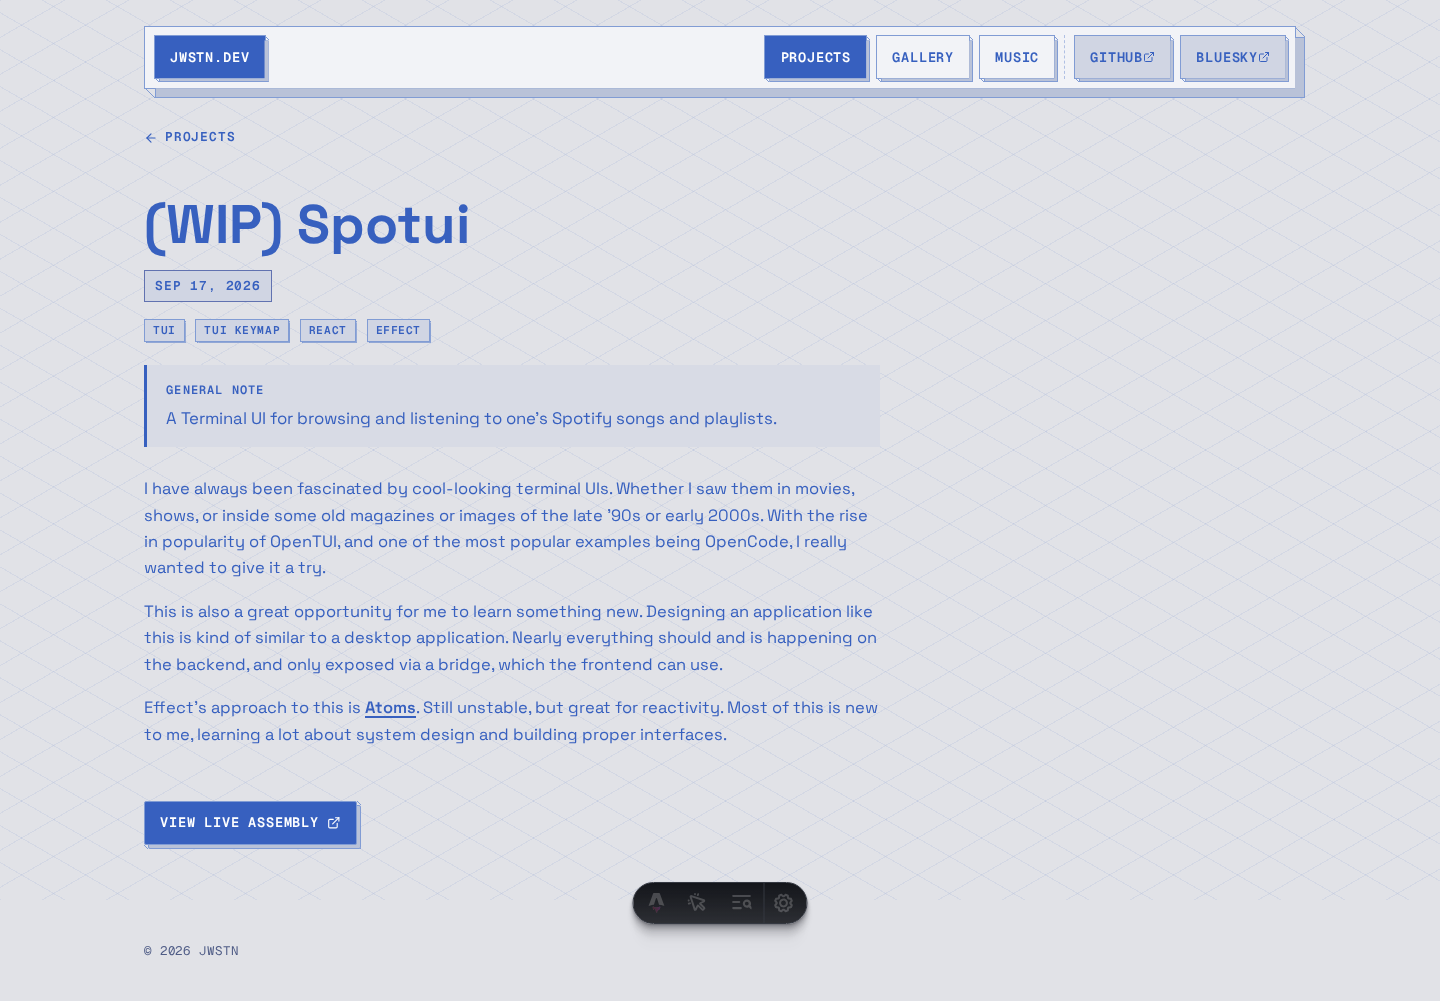 JWSTN.DEV
PROJECTS
GALLERY
MUSIC
GITHUB
BLUESKY
PROJECTS
(WIP) Spotui
SEP 17, 2026
TUI
TUI KEYMAP
REACT
EFFECT
GENERAL NOTE
A Terminal UI for browsing and listening to one’s Spotify songs and playlists.
I have always been fascinated by cool-looking terminal UIs. Whether I saw them in movies,
shows, or inside some old magazines or images of the late ’90s or early 2000s. With the rise
in popularity of OpenTUI, and one of the most popular examples being OpenCode, I really
wanted to give it a try.
This is also a great opportunity for me to learn something new. Designing an application like
this is kind of similar to a desktop application. Nearly everything should and is happening on
the backend, and only exposed via a bridge, which the frontend can use.
Effect’s approach to this is Atoms. Still unstable, but great for reactivity. Most of this is new
to me, learning a lot about system design and building proper interfaces.
VIEW LIVE ASSEMBLY
© 2026 JWSTN